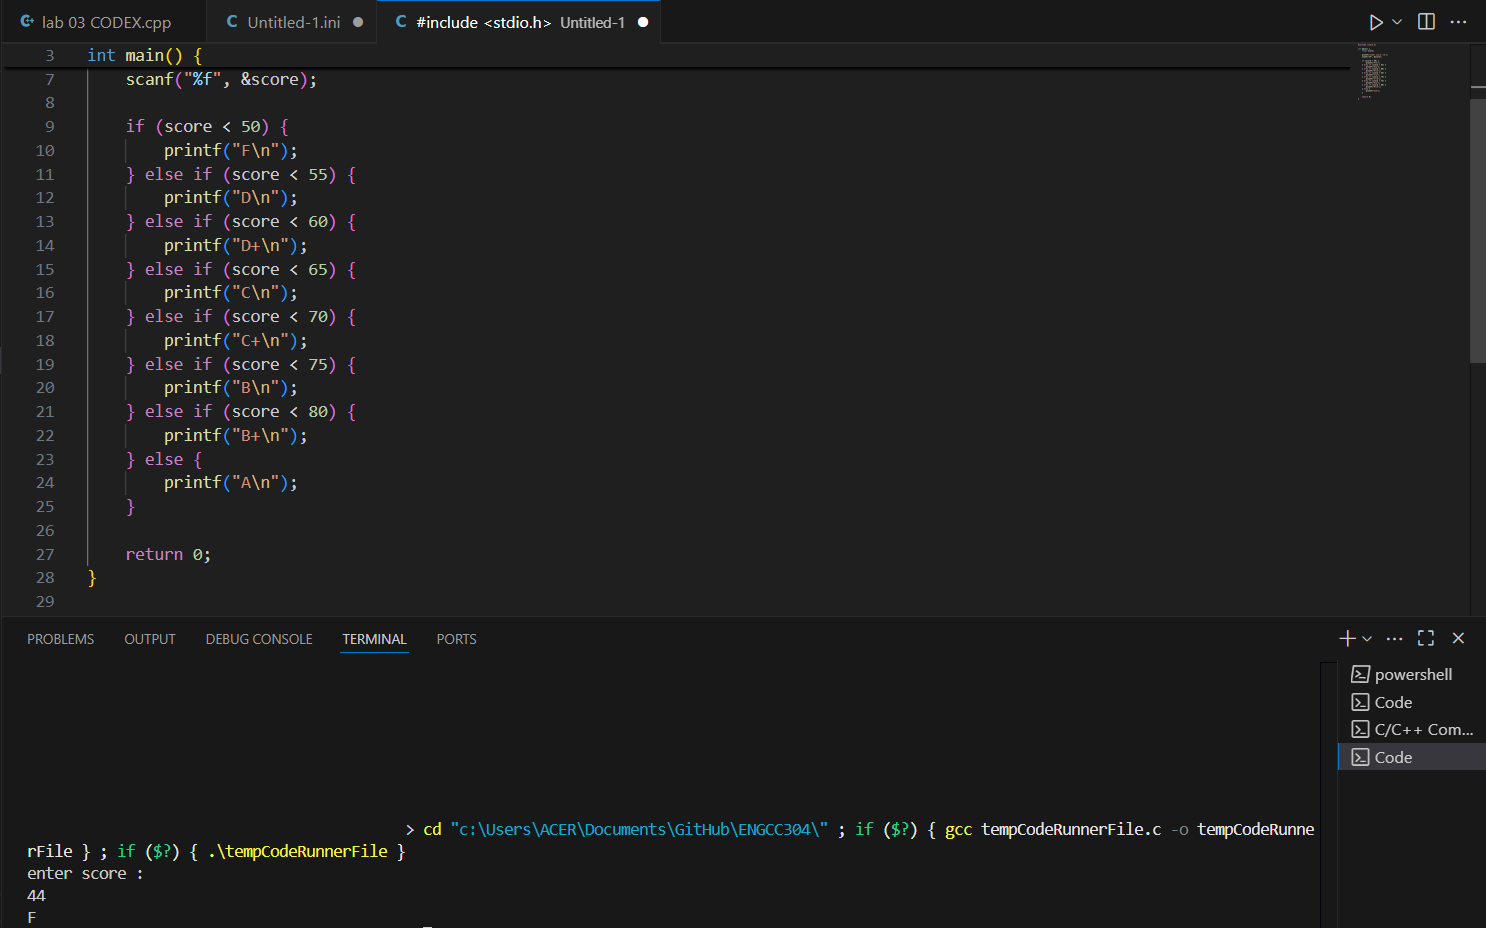 lab 03 CODEX.cpp
C Untitled-1.ini
C #include <stdio.h> Untitled-1
3 int main() {
7 scanf("%f", &score);
8
9 if (score < 50) {
10 printf("F\n");
11 } else if (score < 55) {
12 printf("D\n");
13 } else if (score < 60) {
14 printf("D+\n");
15 } else if (score < 65) {
16 printf("C\n");
17 } else if (score < 70) {
18 printf("C+\n");
19 } else if (score < 75) {
20 printf("B\n");
21 } else if (score < 80) {
22 printf("B+\n");
23 } else {
24 printf("A\n");
25 }
26
27 return 0;
28 }
29
PROBLEMS OUTPUT DEBUG CONSOLE TERMINAL PORTS
> cd "c:\Users\ACER\Documents\GitHub\ENGCC304\" ; if ($?) { gcc tempCodeRunnerFile.c -o tempCodeRunne
rFile } ; if ($?) { .\tempCodeRunnerFile }
enter score :
44
F
powershell
Code
C/C++ Com...
Code